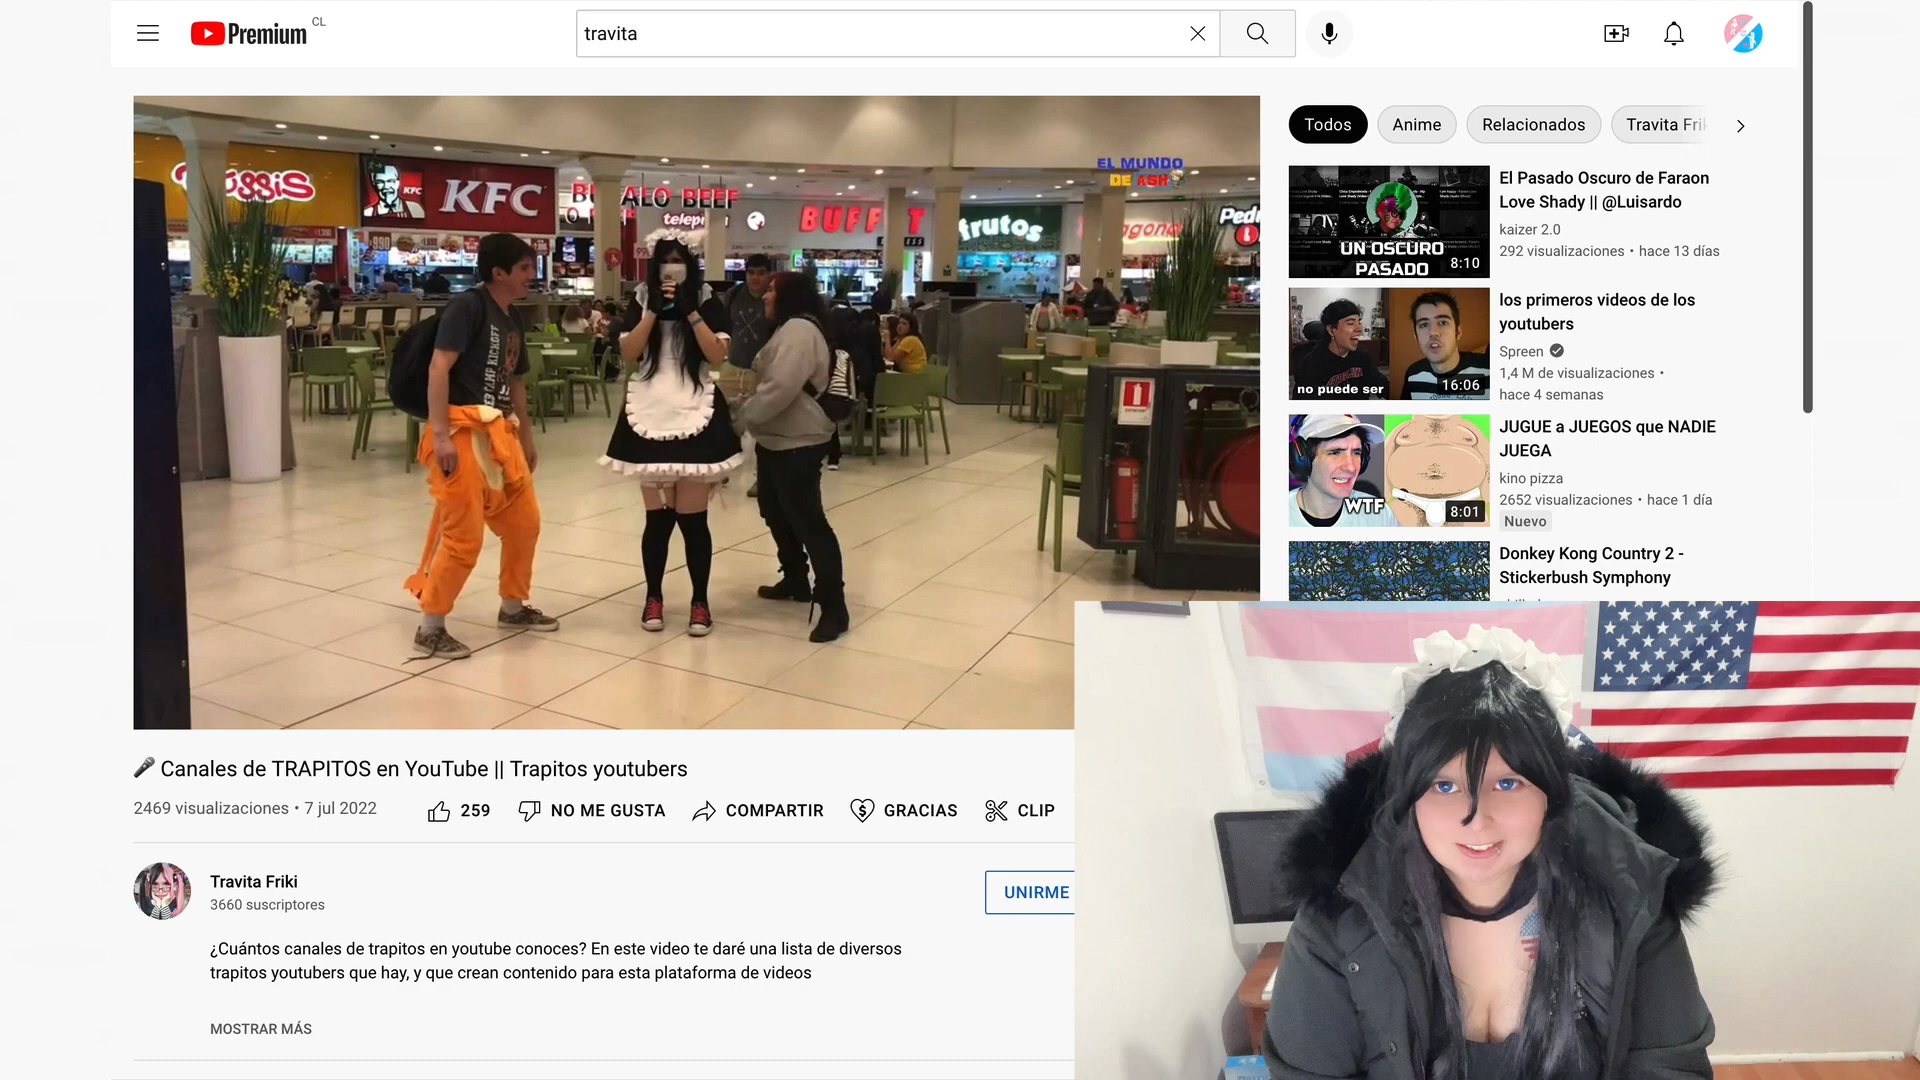 Premium
CL
travita
Todos
Anime
Relacionados
Travita Fri
KFC
KFC
BUFFALO BEEF
EL MUNDO
DE ASH
frutos
El Pasado Oscuro de Faraon
Love Shady || @Luisardo
kaizer 2.0
292 visualizaciones • hace 13 días
UN OSCURO
PASADO
8:10
los primeros videos de los
youtubers
Spreen
1,4 M de visualizaciones •
hace 4 semanas
no puede ser
16:06
JUGUE a JUEGOS que NADIE
JUEGA
kino pizza
2652 visualizaciones • hace 1 día
Nuevo
WTF
8:01
Donkey Kong Country 2 -
Stickerbush Symphony
🎤 Canales de TRAPITOS en YouTube || Trapitos youtubers
2469 visualizaciones • 7 jul 2022
259
NO ME GUSTA
COMPARTIR
GRACIAS
CLIP
Travita Friki
3660 suscriptores
UNIRME
¿Cuántos canales de trapitos en youtube conoces? En este video te daré una lista de diversos
trapitos youtubers que hay, y que crean contenido para esta plataforma de videos
MOSTRAR MÁS